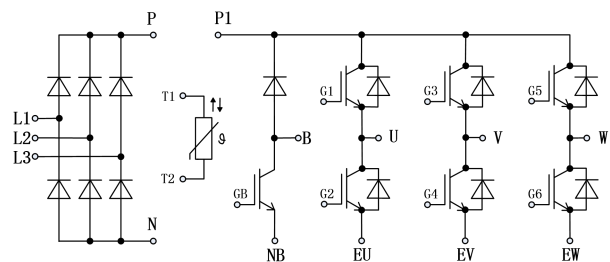 P P1
T1 G1 G3 G5
L1
L2 ϑ B U V W
L3
T2 GB G2 G4 G6
N
NB EU EV EW